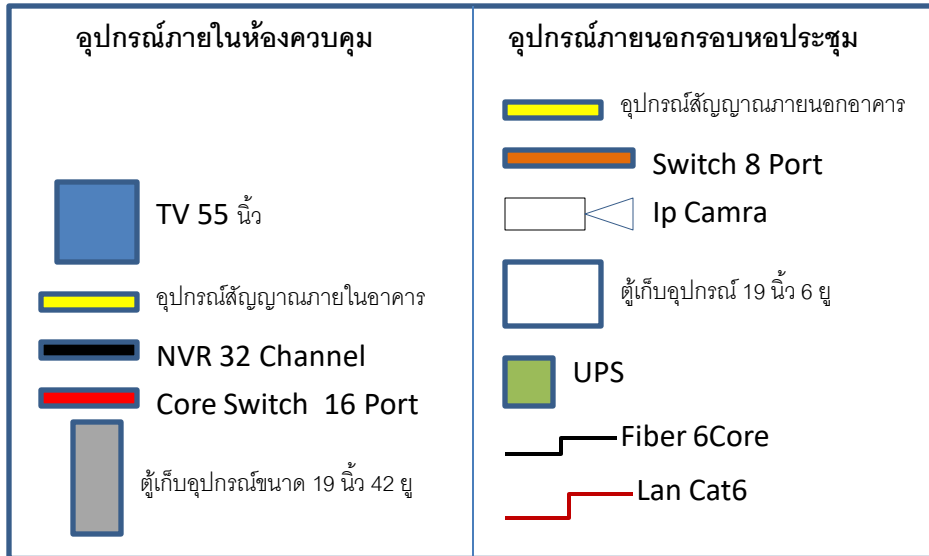 อุปกรณ์ภายในห้องควบคุม
TV 55 นิ้ว
อุปกรณ์สัญญาณภายในอาคาร
NVR 32 Channel
Core Switch 16 Port
ตู้เก็บอุปกรณ์ขนาด 19 นิ้ว 42 ยู
อุปกรณ์ภายนอกรอบหอประชุม
อุปกรณ์สัญญาณภายนอกอาคาร
Switch 8 Port
Ip Camra
ตู้เก็บอุปกรณ์ 19 นิ้ว 6 ยู
UPS
Fiber 6Core
Lan Cat6